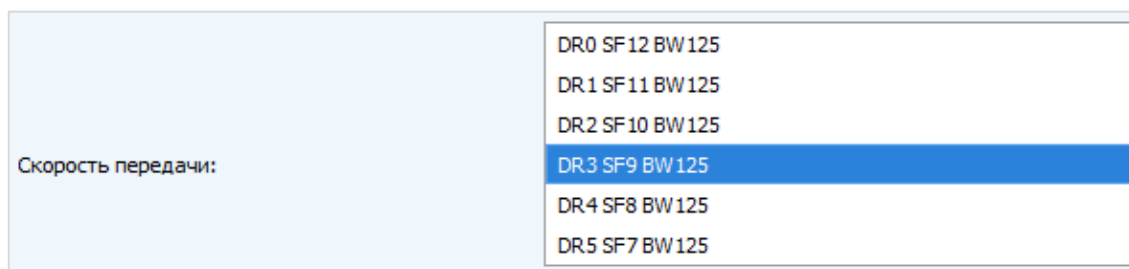 DR0 SF12 BW125
DR1 SF11 BW125
DR2 SF10 BW125
Скорость передачи:
DR3 SF9 BW125
DR4 SF8 BW125
DR5 SF7 BW125